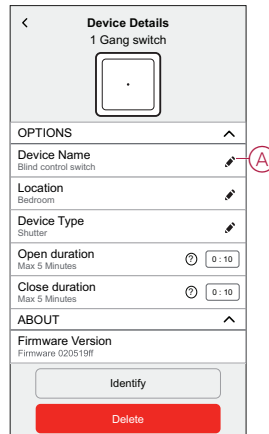 Device Details
1 Gang switch
OPTIONS
Device Name
Blind control switch
A
Location
Bedroom
Device Type
Shutter
Open duration
Max 5 Minutes
? 0 : 10
Close duration
Max 5 Minutes
? 0 : 10
ABOUT
Firmware Version
Firmware 020519ff
Identify
Delete